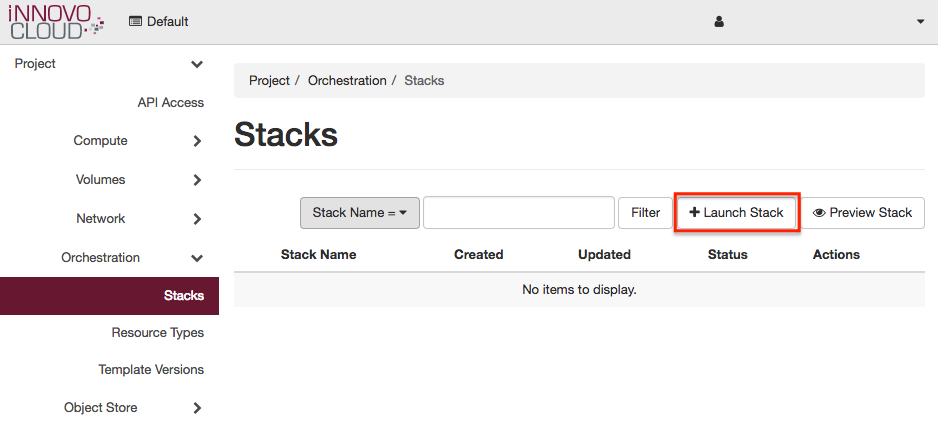 iNNOVO
CLOUD
Default
Project
API Access
Compute
Volumes
Network
Orchestration
Stacks
Resource Types
Template Versions
Object Store
Project / Orchestration / Stacks
Stacks
Stack Name = Filter + Launch Stack Preview Stack
Stack Name Created Updated Status Actions
No items to display.